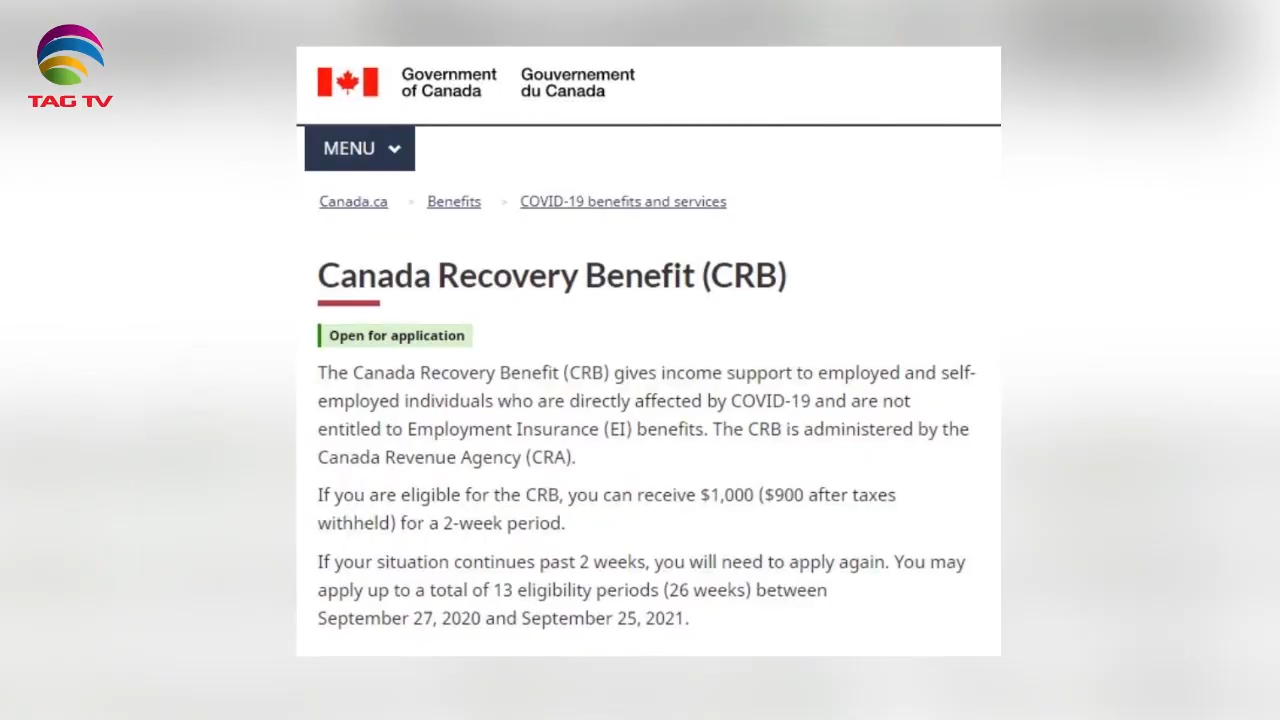 TAG TV
Government of Canada
Gouvernement du Canada
MENU
Canada.ca > Benefits > COVID-19 benefits and services
Canada Recovery Benefit (CRB)
Open for application
The Canada Recovery Benefit (CRB) gives income support to employed and self-
employed individuals who are directly affected by COVID-19 and are not
entitled to Employment Insurance (EI) benefits. The CRB is administered by the
Canada Revenue Agency (CRA).
If you are eligible for the CRB, you can receive $1,000 ($900 after taxes
withheld) for a 2-week period.
If your situation continues past 2 weeks, you will need to apply again. You may
apply up to a total of 13 eligibility periods (26 weeks) between
September 27, 2020 and September 25, 2021.